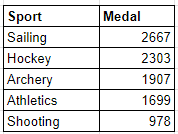 Sport Medal
Sailing 2667
Hockey 2303
Archery 1907
Athletics 1699
Shooting 978